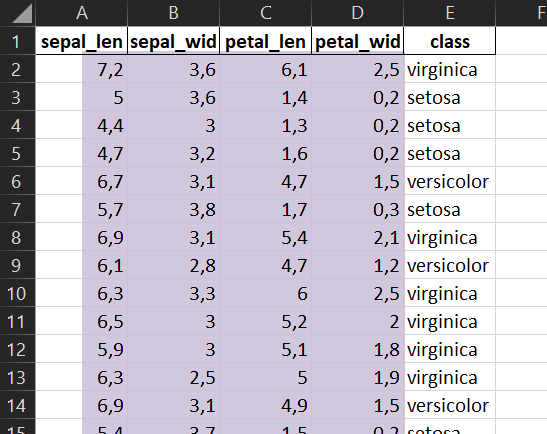 A B C D E F
1 sepal_len sepal_wid petal_len petal_wid class
2 7,2 3,6 6,1 2,5 virginica
3 5 3,6 1,4 0,2 setosa
4 4,4 3 1,3 0,2 setosa
5 4,7 3,2 1,6 0,2 setosa
6 6,7 3,1 4,7 1,5 versicolor
7 5,7 3,8 1,7 0,3 setosa
8 6,9 3,1 5,4 2,1 virginica
9 6,1 2,8 4,7 1,2 versicolor
10 6,3 3,3 6 2,5 virginica
11 6,5 3 5,2 2 virginica
12 5,9 3 5,1 1,8 virginica
13 6,3 2,5 5 1,9 virginica
14 6,9 3,1 4,9 1,5 versicolor
15 5,4 3,7 1,5 0,2 setosa